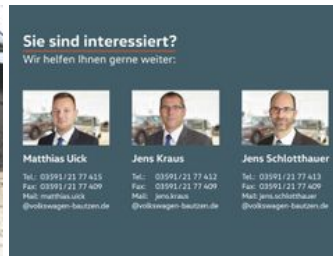 Sie sind interessiert?
Wir helfen Ihnen gerne weiter:
Matthias Uick
Tel.: 03591/21 77 415
Fax: 03591/21 77 409
Mail: matthias.uick
@volkswagen-bautzen.de
Jens Kraus
Tel.: 03591/21 77 412
Fax: 03591/21 77 409
Mail: jens.kraus
@volkswagen-bautzen.de
Jens Schlotthauer
Tel.: 03591/21 77 413
Fax: 03591/21 77 409
Mail: jens.schlotthauer
@volkswagen-bautzen.de